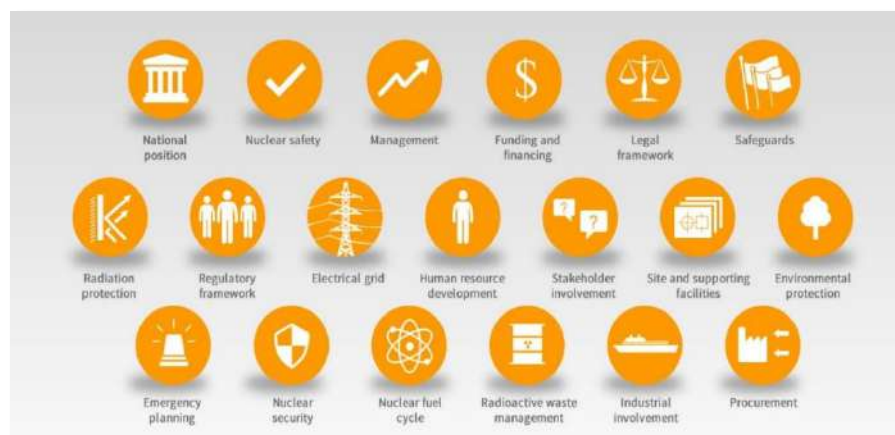 National
position
Nuclear safety
Management
$
Funding and
financing
Legal
framework
Safeguards
Radiation
protection
Regulatory
framework
Electrical grid
Human resource
development
?
?
Stakeholder
involvement
Site and supporting
facilities
Environmental
protection
Emergency
planning
Nuclear
security
Nuclear fuel
cycle
Radioactive waste
management
Industrial
involvement
Procurement